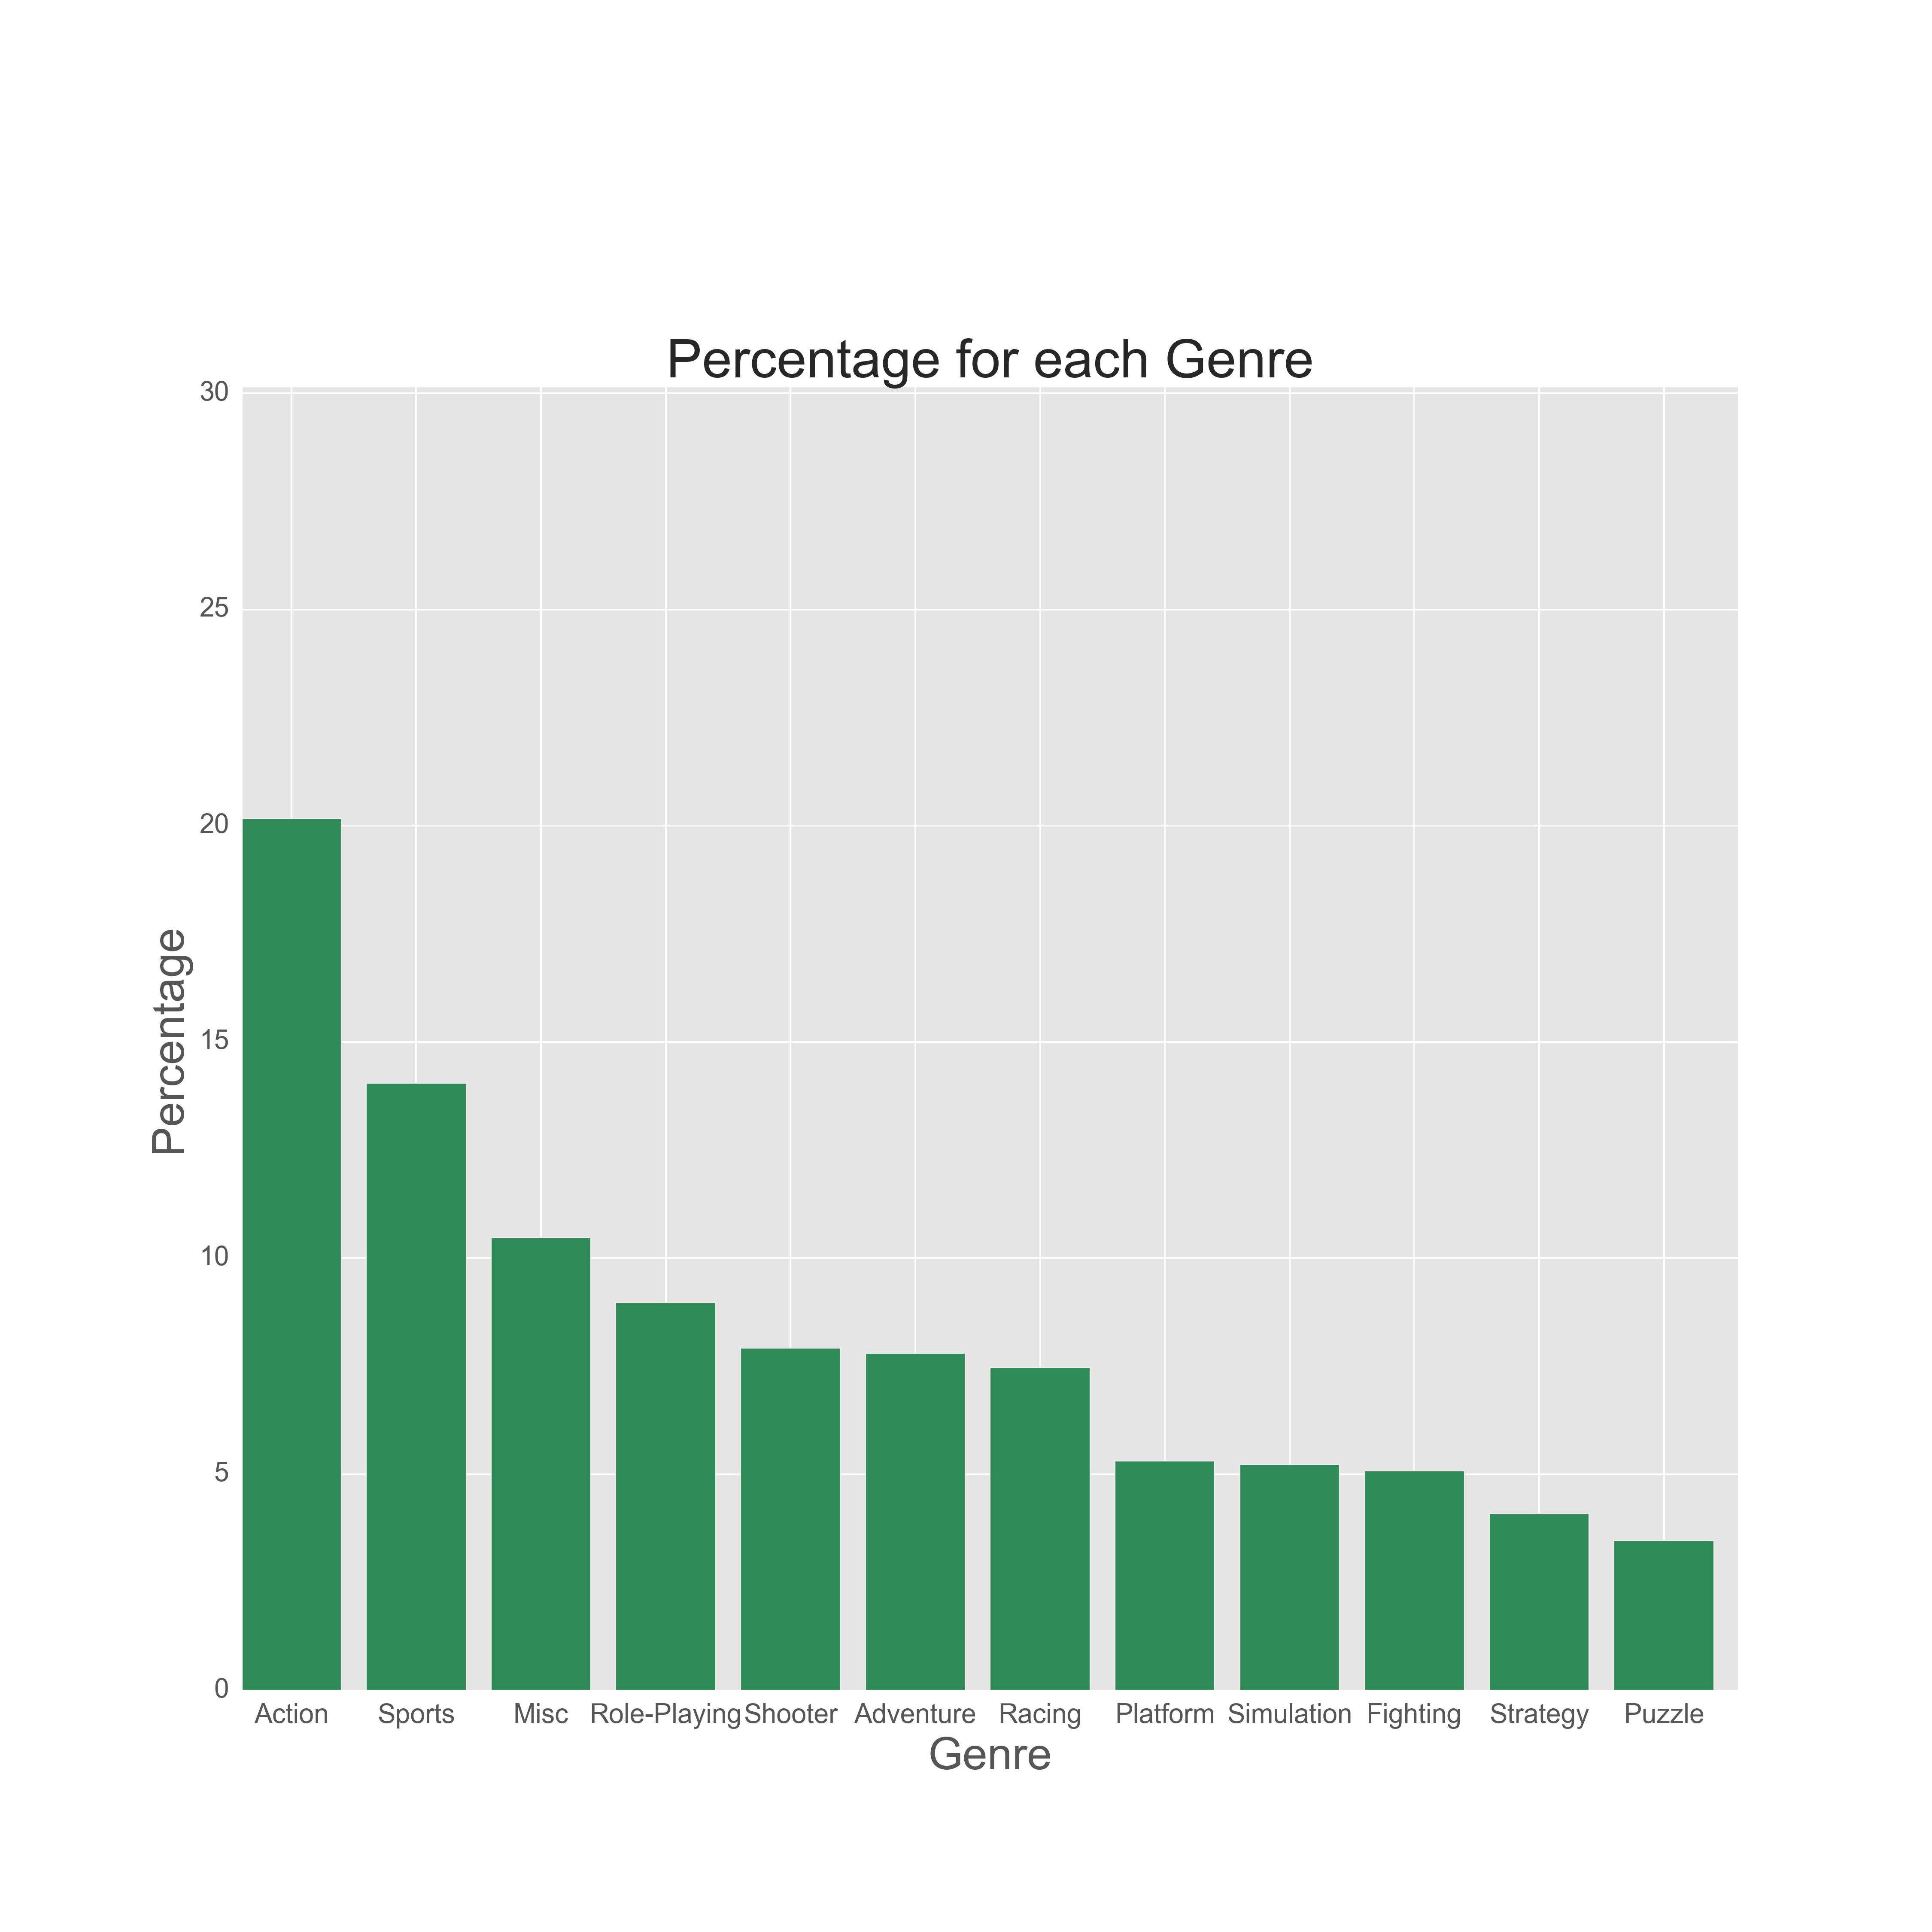 Percentage for each Genre
30
25
20
15
10
5
0
Percentage
Action Sports Misc Role-Playing Shooter Adventure Racing Platform Simulation Fighting Strategy Puzzle
Genre